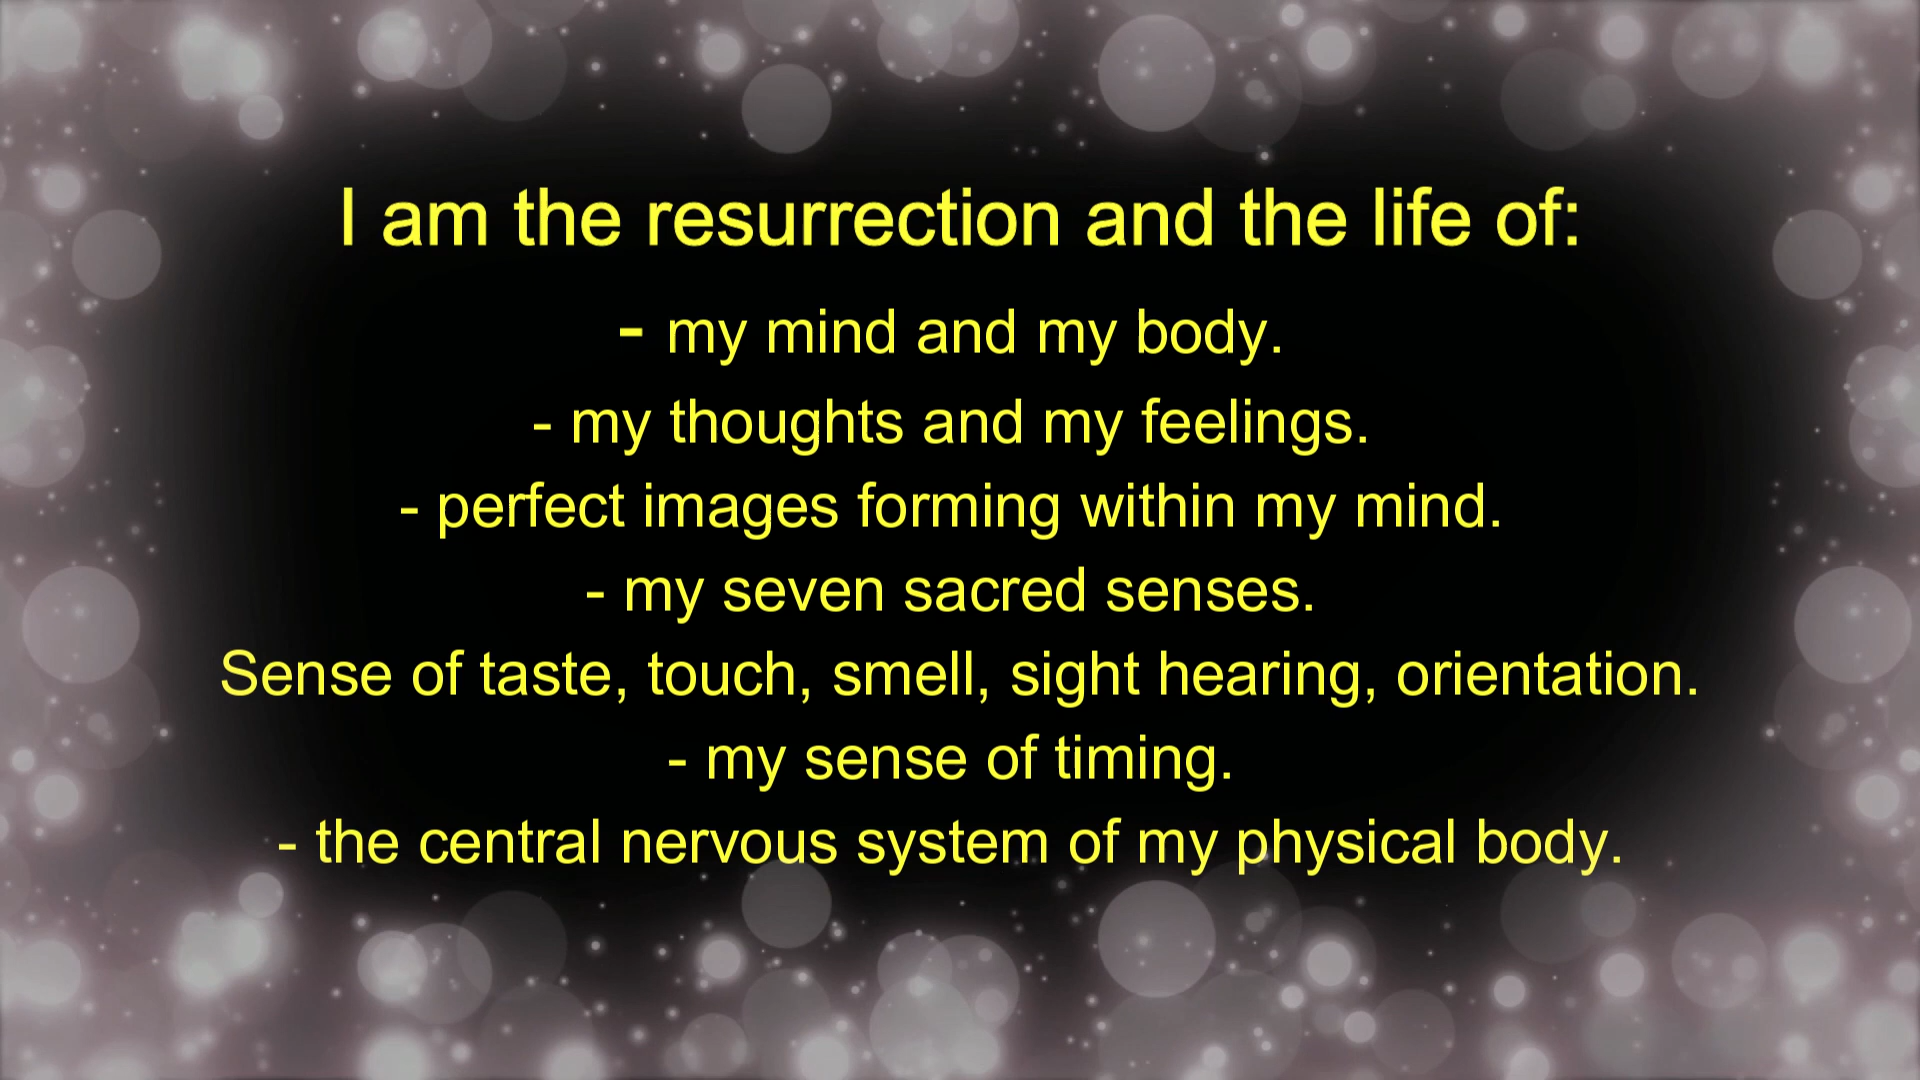 I am the resurrection and the life of:
- my mind and my body.
- my thoughts and my feelings.
- perfect images forming within my mind.
- my seven sacred senses.
Sense of taste, touch, smell, sight hearing, orientation.
- my sense of timing.
- the central nervous system of my physical body.